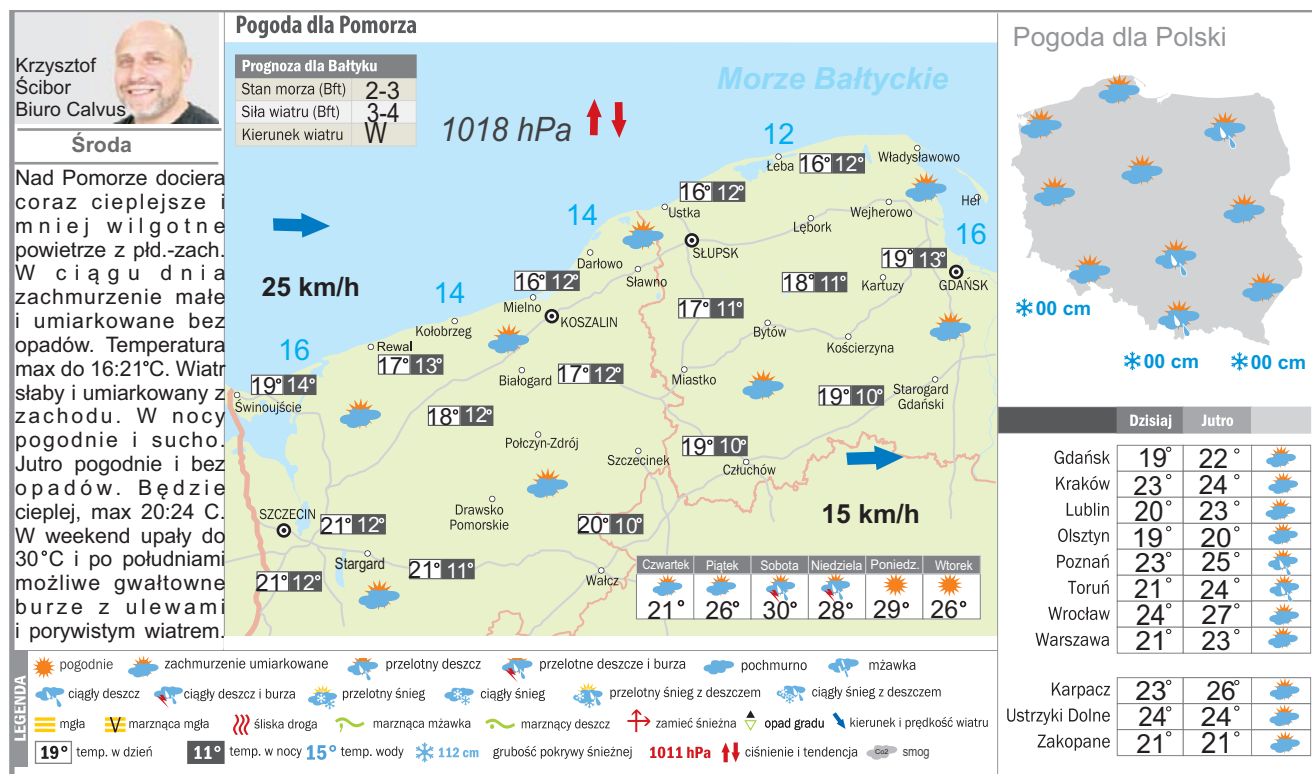 Krzysztof
Ścibor
Biuro Calvus
Środa
Nad Pomorze dociera
coraz cieplejsze i
mniej wilgotne
powietrze z płd.-zach.
W ciągu dnia
zachmurzenie małe
i umiarkowane bez
opadów. Temperatura
max do 16:21°C. Wiatr
słaby i umiarkowany z
zachodu. W nocy
pogodnie i sucho.
Jutro pogodnie i bez
opadów. Będzie
cieplej, max 20:24 C.
W weekend upały do
30°C i po południami
możliwe gwałtowne
burze z ulewami
i porywistym wiatrem.
Pogoda dla Pomorza
Prognoza dla Bałtyku
Stan morza (Bft) 2-3
Siła wiatru (Bft) 3-4
Kierunek wiatru W
1018 hPa
Morze Bałtyckie
12
Łeba 16° 12°
Władysławowo
16° 12°
Ustka
Wejherowo
Hel
14
Lębork
16
SŁUPSK
25 km/h
Darłowo
Sławno
19° 13°
GDAŃSK
16° 12°
Mielno
18° 11°
Kartuzy
14
KOSZALIN
17° 11°
Kołobrzeg
Bytów
Kościerzyna
16
Rewal
17° 13°
Białogard
17° 12°
Miastko
19° 14°
Świnoujście
19° 10°
Starogard
Gdański
18° 12°
Połczyn-Zdrój
19° 10°
Szczecinek
Człuchów
15 km/h
Drawsko
Pomorskie
SZCZECIN
21° 12°
20° 10°
Stargard
21° 11°
21° 12°
Wałcz
Czwartek Piątek Sobota Niedziela Poniedz. Wtorek
21° 26° 30° 28° 29° 26°
Pogoda dla Polski
00 cm
00 cm 00 cm
Dzisiaj Jutro
Gdańsk 19° 22°
Kraków 23° 24°
Lublin 20° 23°
Olsztyn 19° 20°
Poznań 23° 25°
Toruń 21° 24°
Wrocław 24° 27°
Warszawa 21° 23°
Karpacz 23° 26°
Ustrzyki Dolne 24° 24°
Zakopane 21° 21°
LEGENDA
pogodnie zachmurzenie umiarkowane przelotny deszcz przelotne deszcze i burza pochmurno mżawka
ciągły deszcz ciągły deszcz i burza przelotny śnieg ciągły śnieg przelotny śnieg z deszczem ciągły śnieg z deszczem
mgła marznąca mgła śliska droga marznąca mżawka marznący deszcz zamieć śnieżna opad gradu kierunek i prędkość wiatru
19° temp. w dzień 11° temp. w nocy 15° temp. wody 112 cm grubość pokrywy śnieżnej 1011 hPa ciśnienie i tendencja Co2 smog